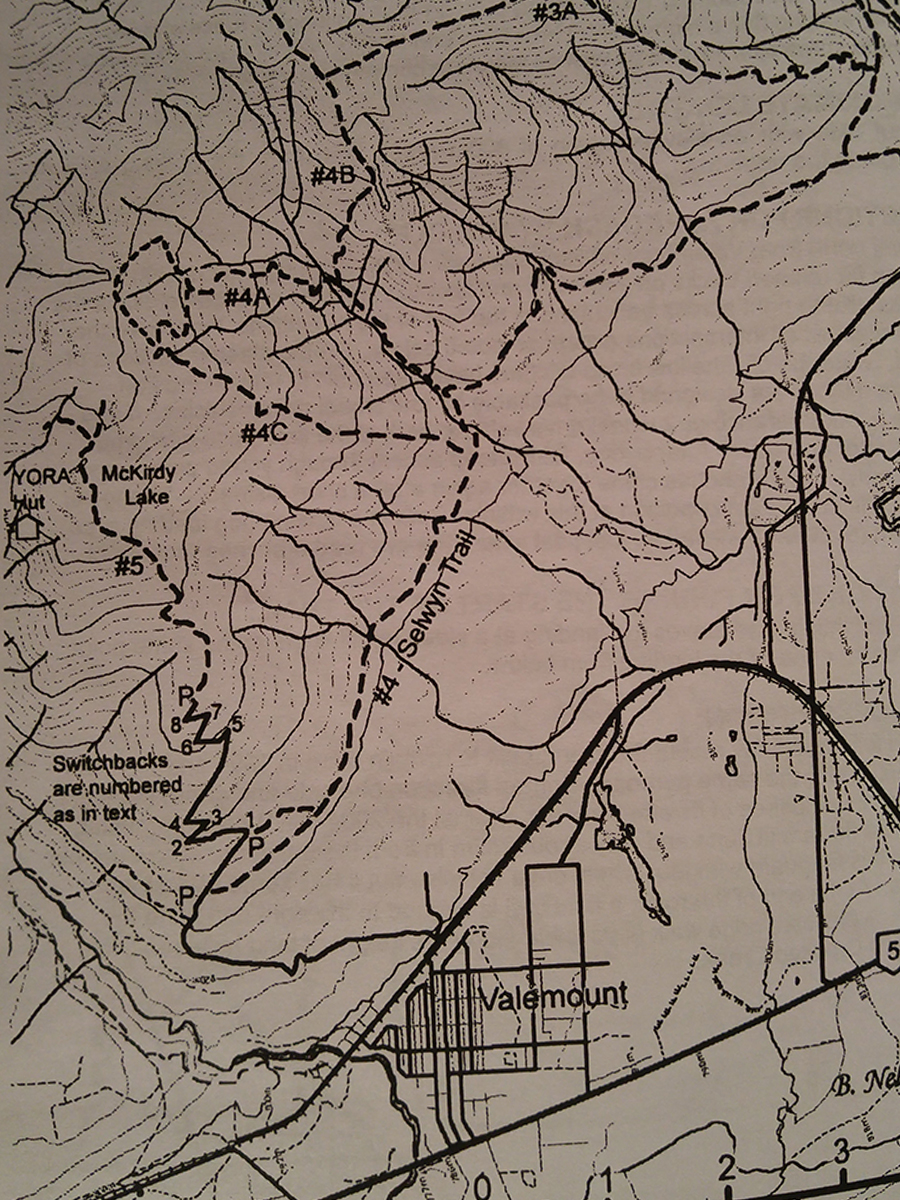 #3A
#4B
#4A
#4C
YORA
Hut
McKirdy
Lake
#5
#4 - Selwyn Trail
P
8
7
5
6
Switchbacks
are numbered
as in text
4
3
1
2
P
P
5
Valemount
B. Nel
0
1
2
3